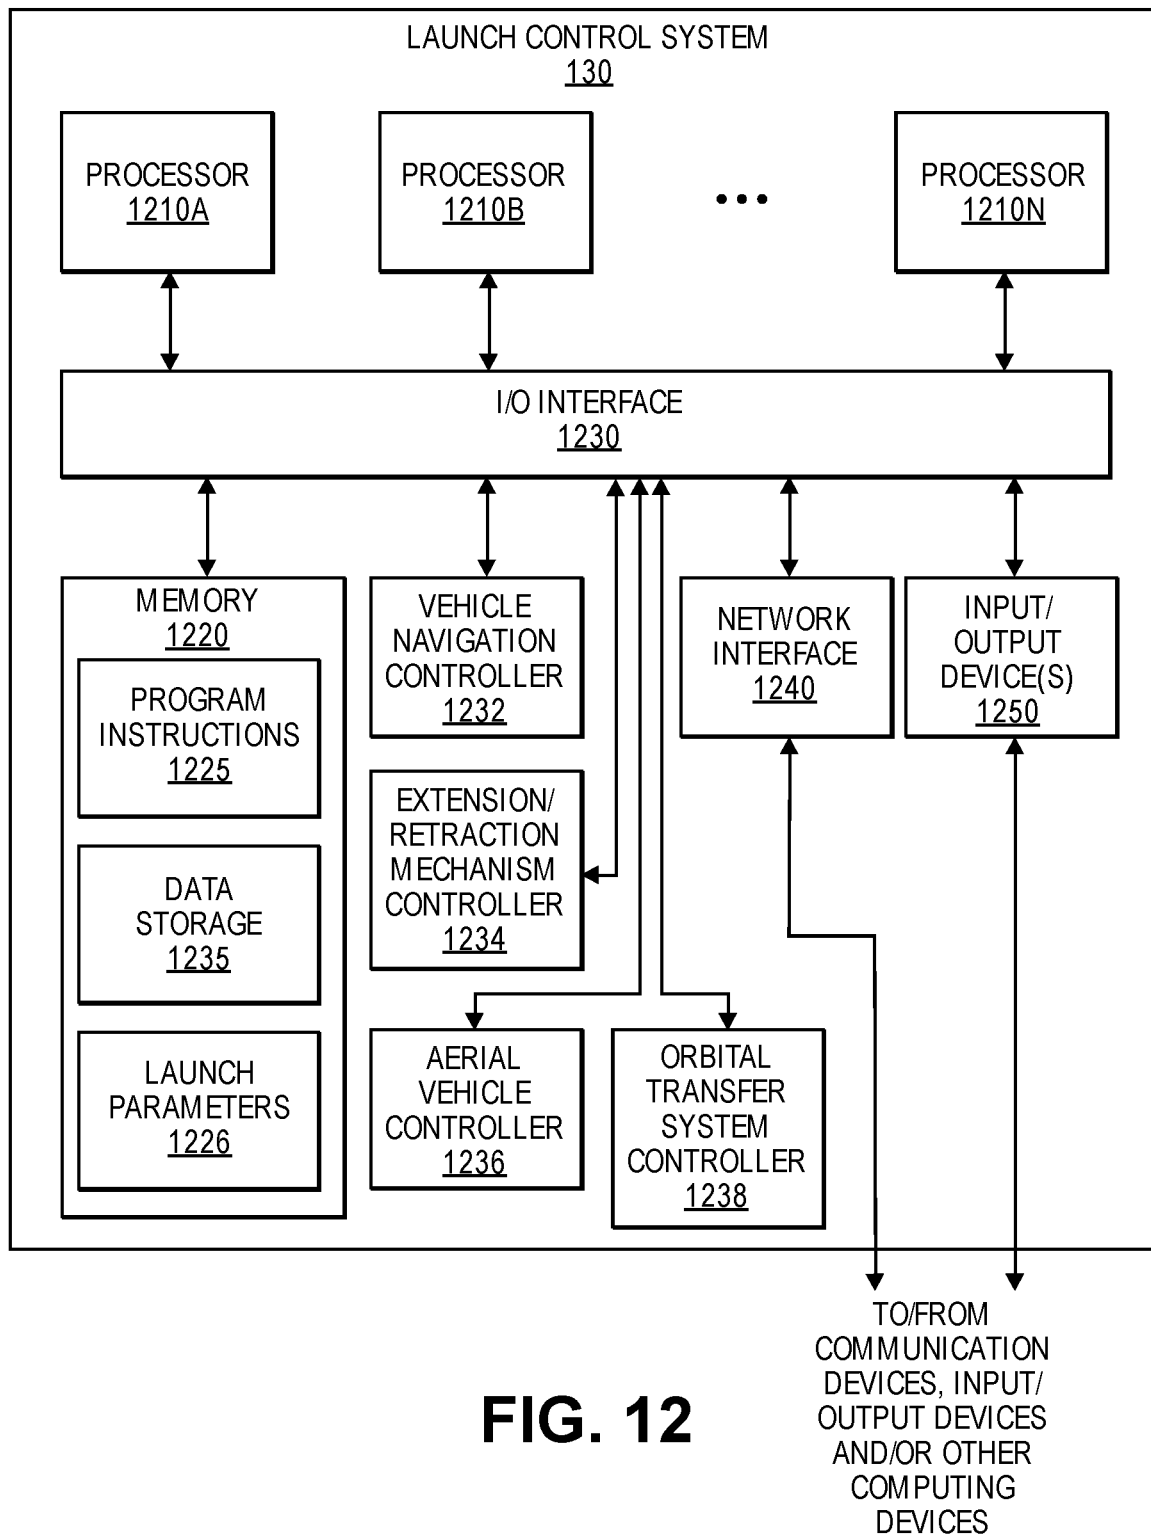 LAUNCH CONTROL SYSTEM
130
PROCESSOR
1210A
PROCESSOR
1210B
...
PROCESSOR
1210N
I/O INTERFACE
1230
MEMORY
1220
PROGRAM
INSTRUCTIONS
1225
DATA
STORAGE
1235
LAUNCH
PARAMETERS
1226
VEHICLE
NAVIGATION
CONTROLLER
1232
EXTENSION/
RETRACTION
MECHANISM
CONTROLLER
1234
AERIAL
VEHICLE
CONTROLLER
1236
ORBITAL
TRANSFER
SYSTEM
CONTROLLER
1238
NETWORK
INTERFACE
1240
INPUT/
OUTPUT
DEVICE(S)
1250
TO/FROM
COMMUNICATION
DEVICES, INPUT/
OUTPUT DEVICES
AND/OR OTHER
COMPUTING
DEVICES
FIG. 12